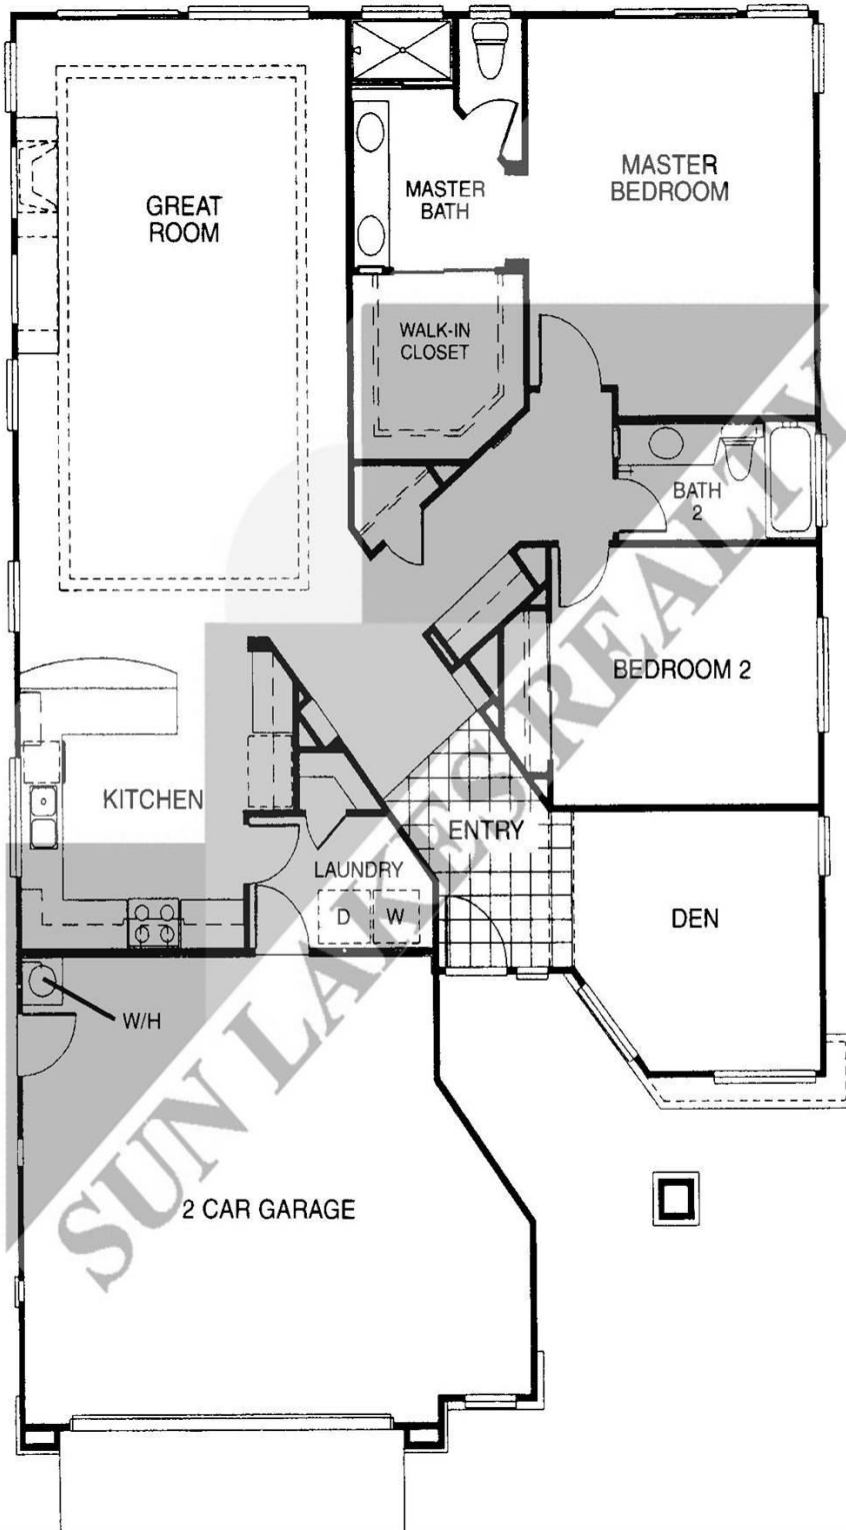 GREAT
ROOM
MASTER
BATH
MASTER
BEDROOM
WALK-IN
CLOSET
BATH
2
BEDROOM 2
KITCHEN
ENTRY
LAUNDRY
D
W
DEN
W/H
2 CAR GARAGE
SUN LAKES REALTY